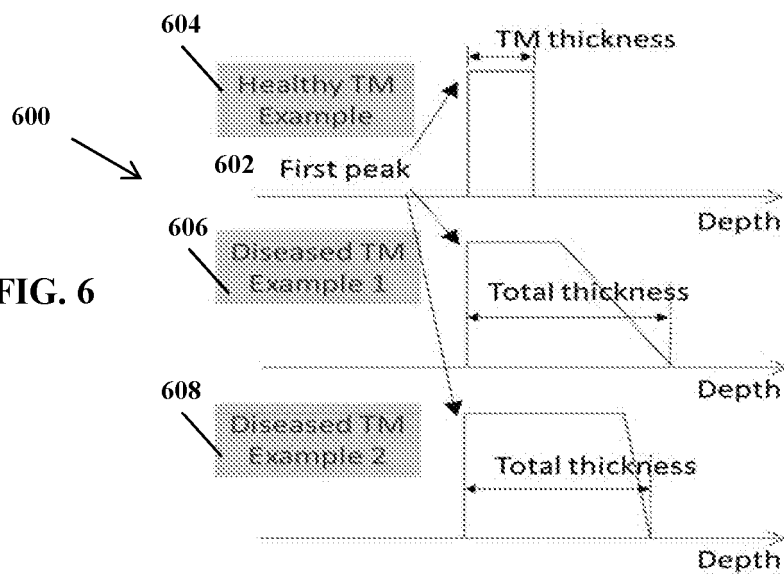 604
TM thickness
Healthy TM
Example
600
602 First peak
Depth
606
Diseased TM
Example 1
FIG. 6
Total thickness
Depth
608
Diseased TM
Example 2
Total thickness
Depth